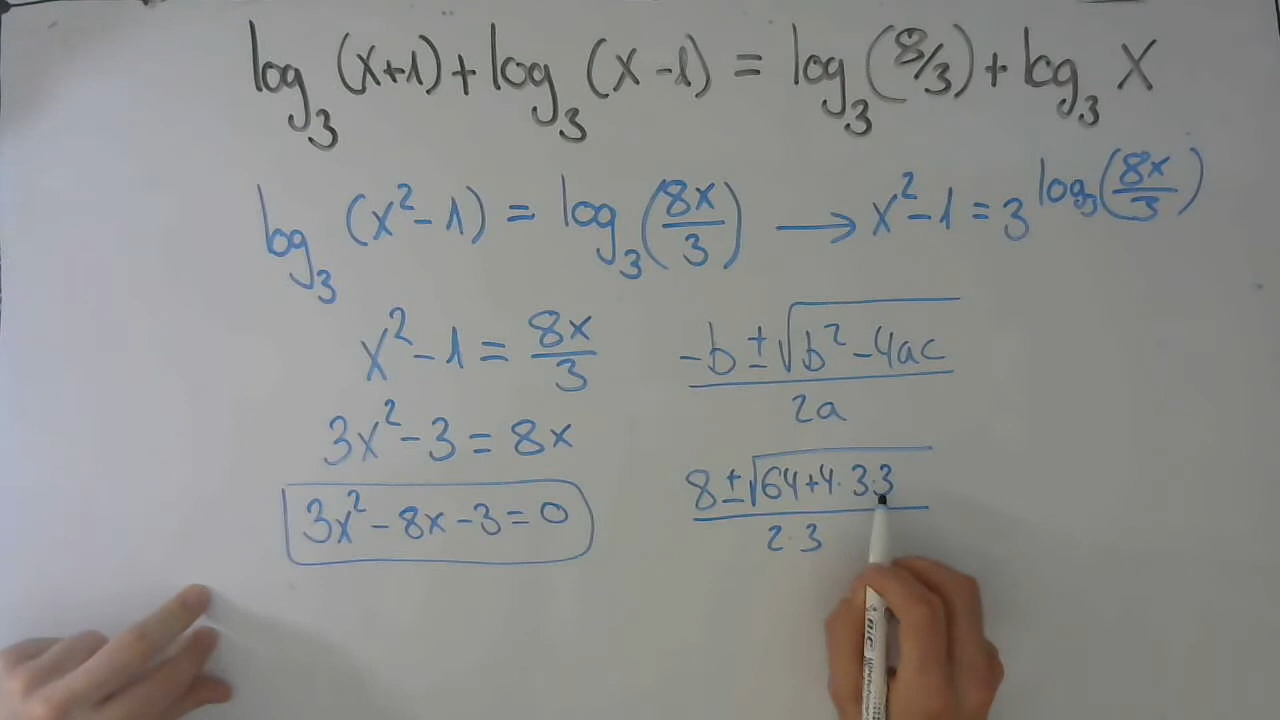 log₃(x+1)+log₃(x-1) = log₃(8/3)+log₃ x
log₃(x²-1) = log₃(8x/3) → x²-1=3^log₃(8x/3)
x²-1 = 8x/3
3x²-3=8x
3x²-8x-3=0
-b±√(b²-4ac) / 2a
8±√(64+4·3·3) / 2·3